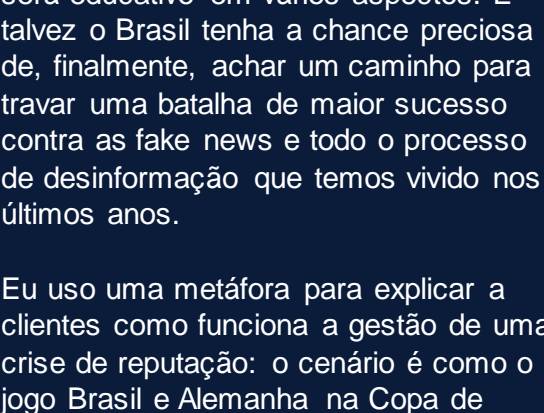 será educativo em vários aspectos. E
talvez o Brasil tenha a chance preciosa
de, finalmente, achar um caminho para
travar uma batalha de maior sucesso
contra as fake news e todo o processo
de desinformação que temos vivido nos
últimos anos.
Eu uso uma metáfora para explicar a
clientes como funciona a gestão de uma
crise de reputação: o cenário é como o
jogo Brasil e Alemanha na Copa de